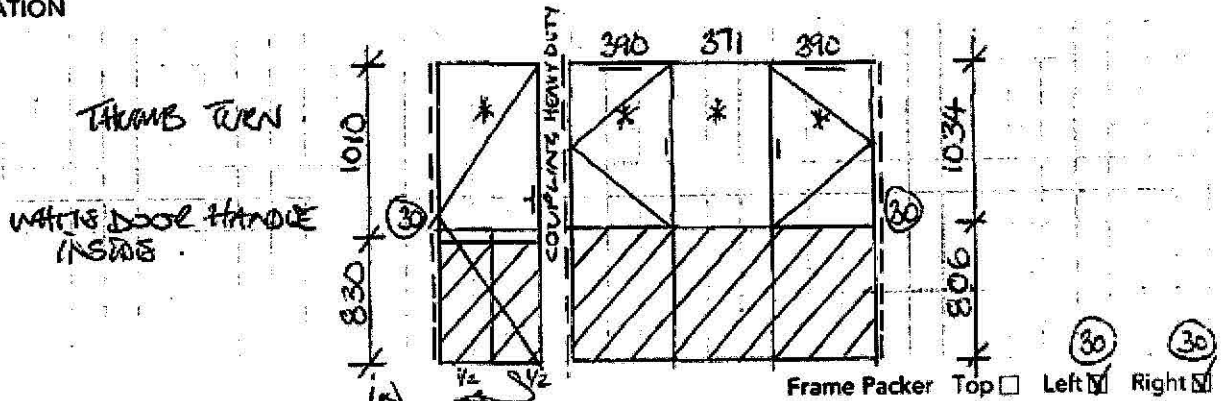 ATION
390 371 390
COUPLING HEAVY DUTY
THUMB TURN
1010
1034
WHITE DOOR HANDLE
INSIDE.
30
30
830
806
1/2 1/2
30 30
Frame Packer Top Left Right